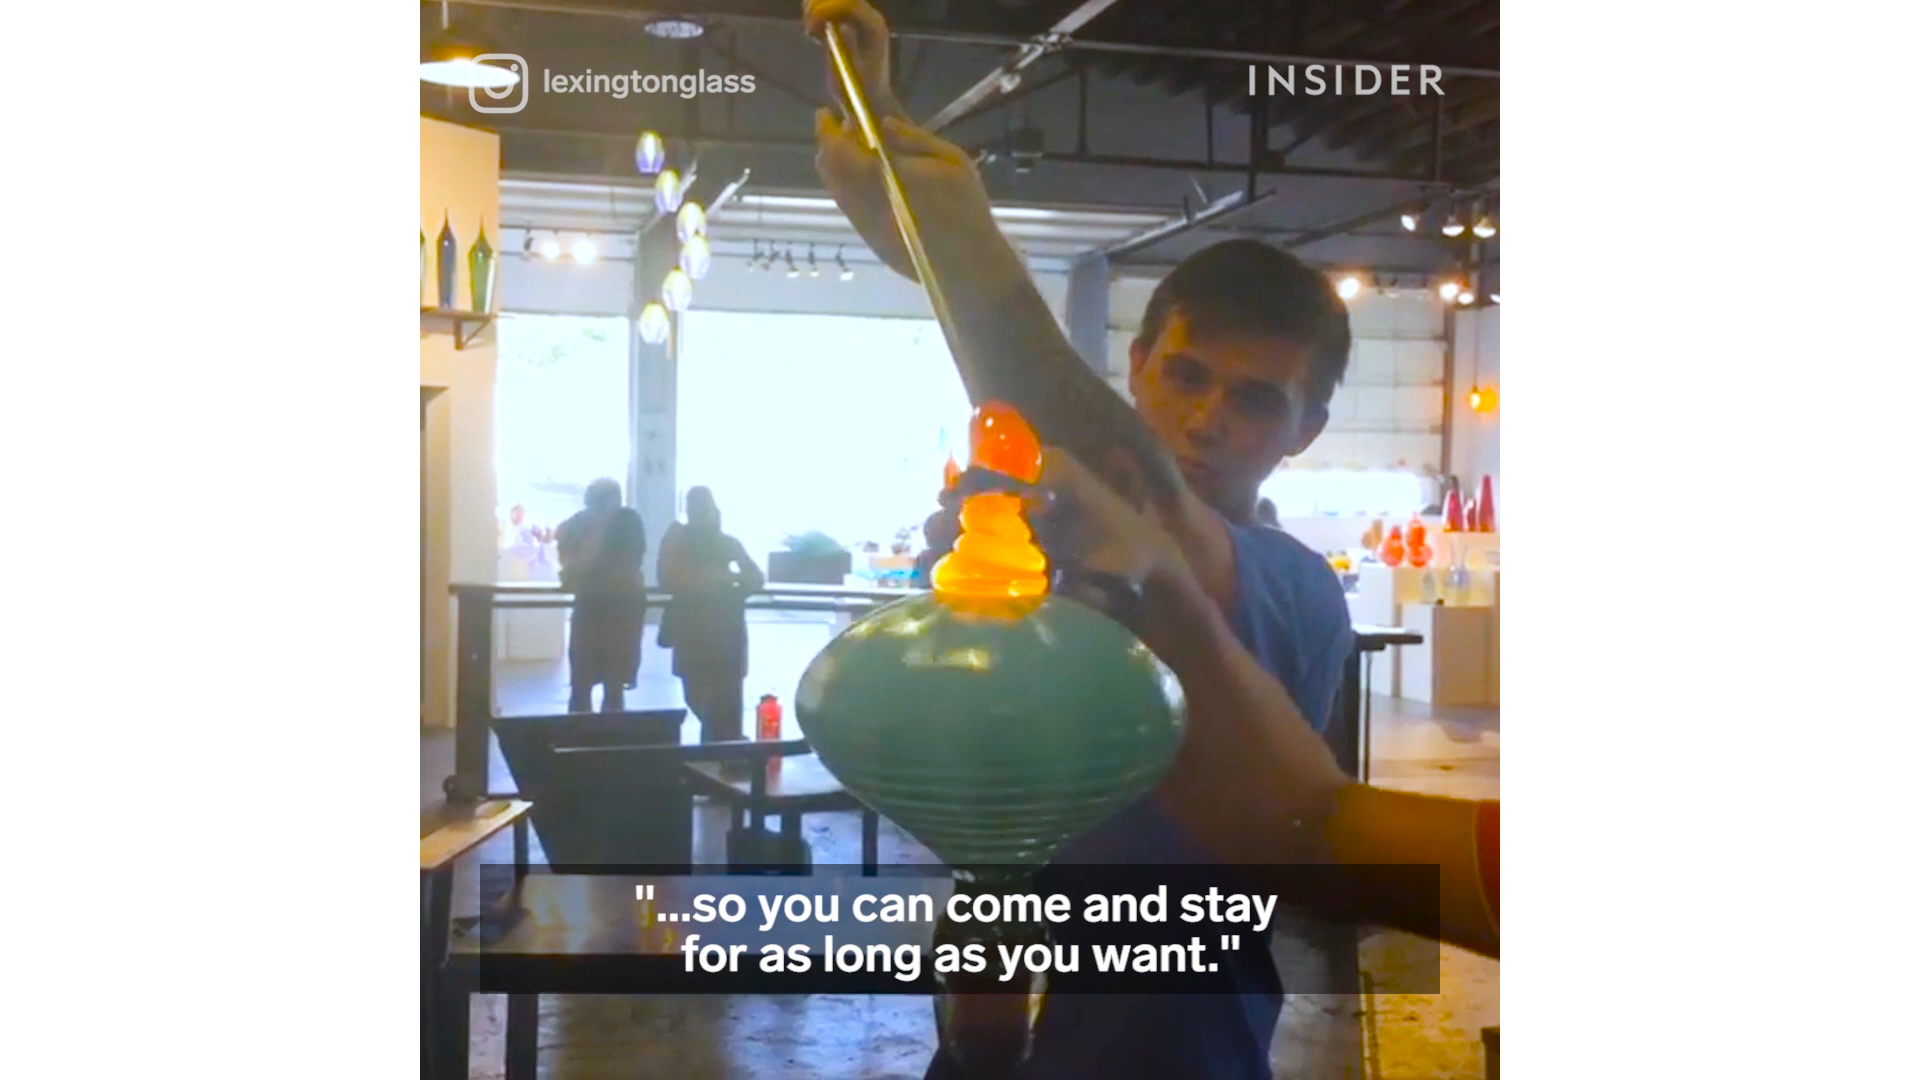 lexingtonglass
INSIDER
"...so you can come and stay
for as long as you want."